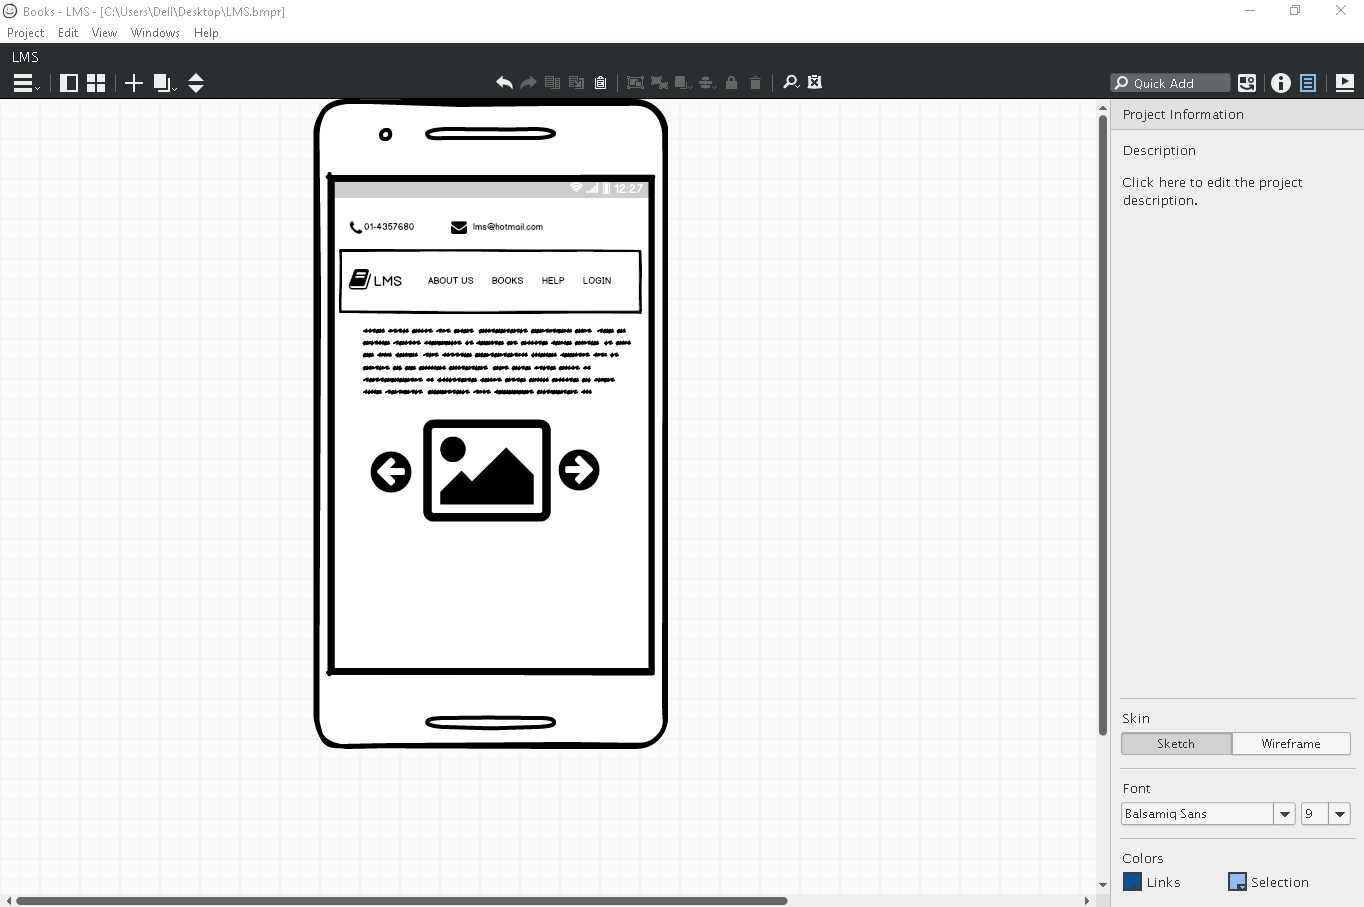 Books - LMS - [C:\Users\Dell\Desktop\LMS.bmpr]
Project Edit View Windows Help
LMS
Quick Add
Project Information
Description
Click here to edit the project
description.
12:27
01-4357680 lms@hotmail.com
LMS ABOUT US BOOKS HELP LOGIN
Skin
Sketch Wireframe
Font
Balsamiq Sans 9
Colors
Links Selection